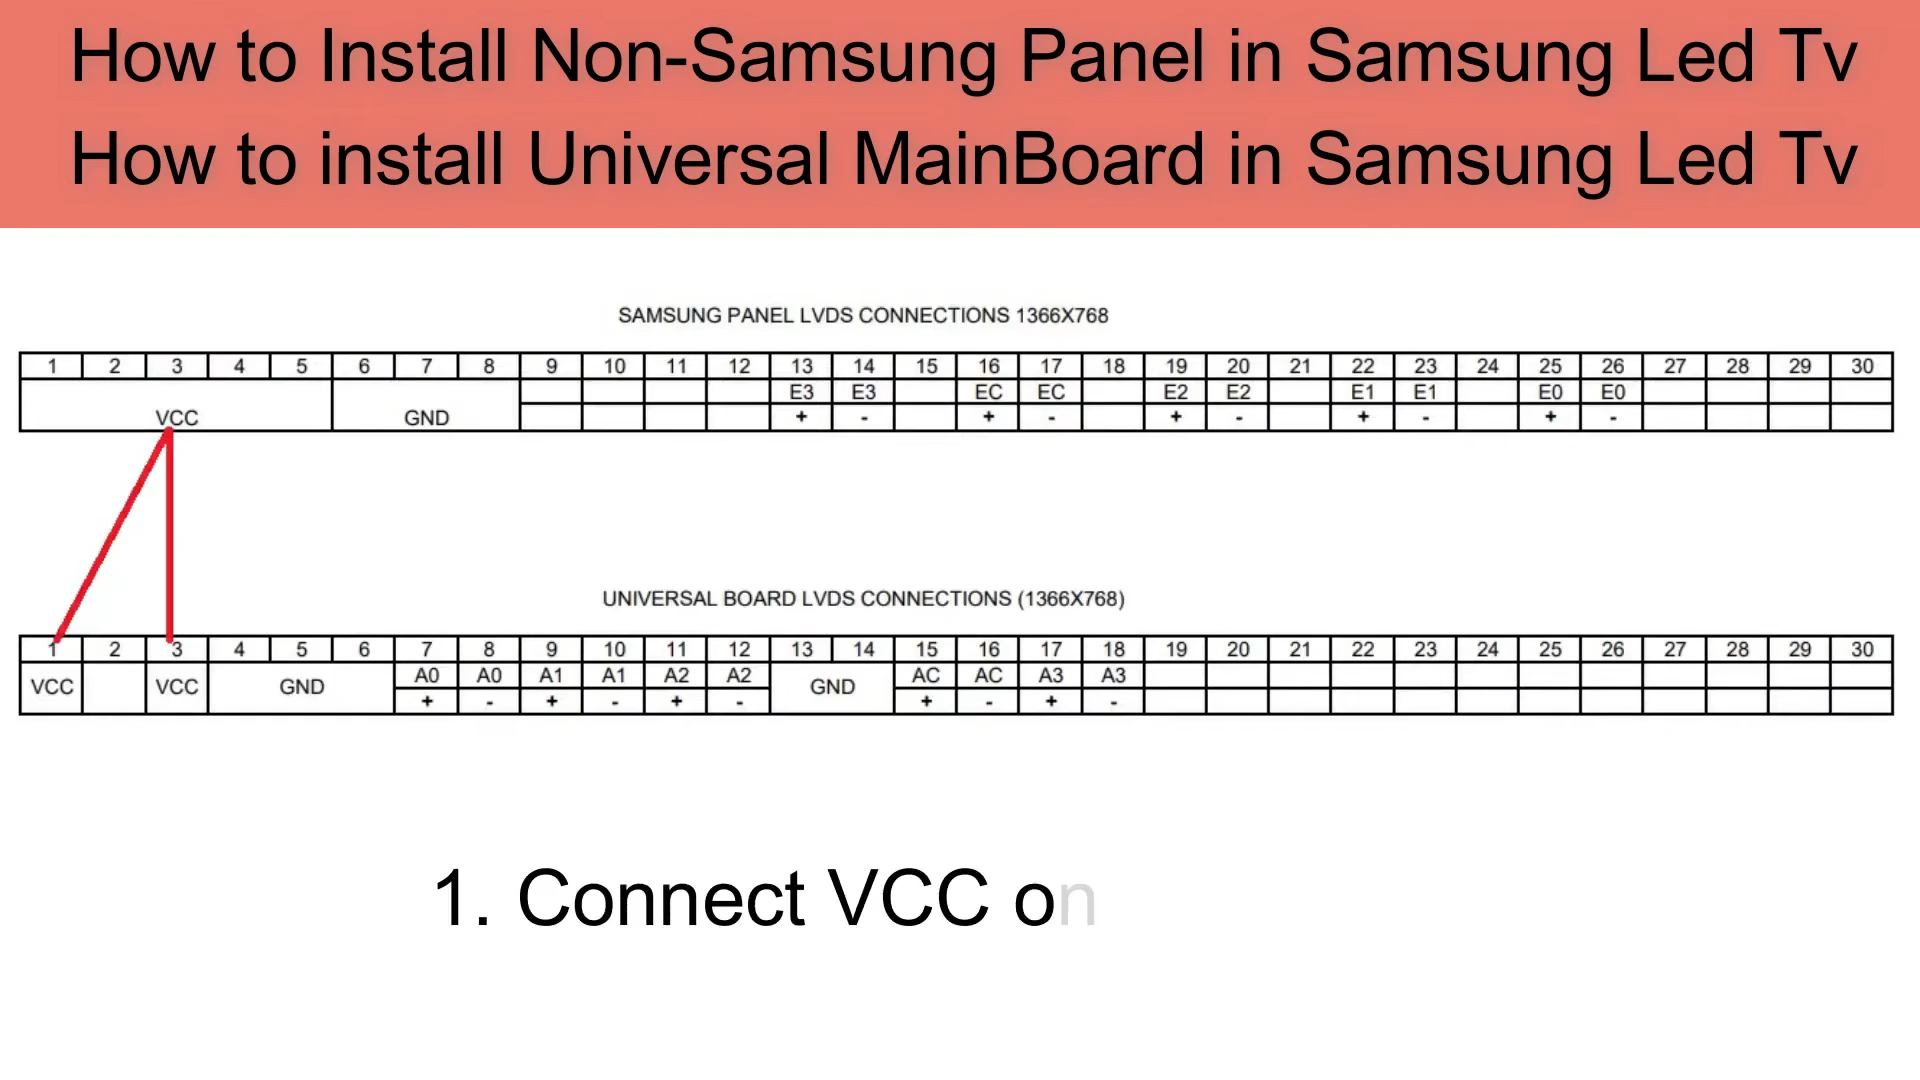 How to Install Non-Samsung Panel in Samsung Led Tv
How to install Universal MainBoard in Samsung Led Tv
SAMSUNG PANEL LVDS CONNECTIONS 1366X768
1 2 3 4 5 6 7 8 9 10 11 12 13 14 15 16 17 18 19 20 21 22 23 24 25 26 27 28 29 30
E3 E3 EC EC E2 E2 E1 E1 E0 E0
VCC GND + - + - + - + - + -
UNIVERSAL BOARD LVDS CONNECTIONS (1366X768)
1 2 3 4 5 6 7 8 9 10 11 12 13 14 15 16 17 18 19 20 21 22 23 24 25 26 27 28 29 30
VCC VCC GND A0 A0 A1 A1 A2 A2 GND AC AC A3 A3
+ - + - + - + - + -
1. Connect VCC on